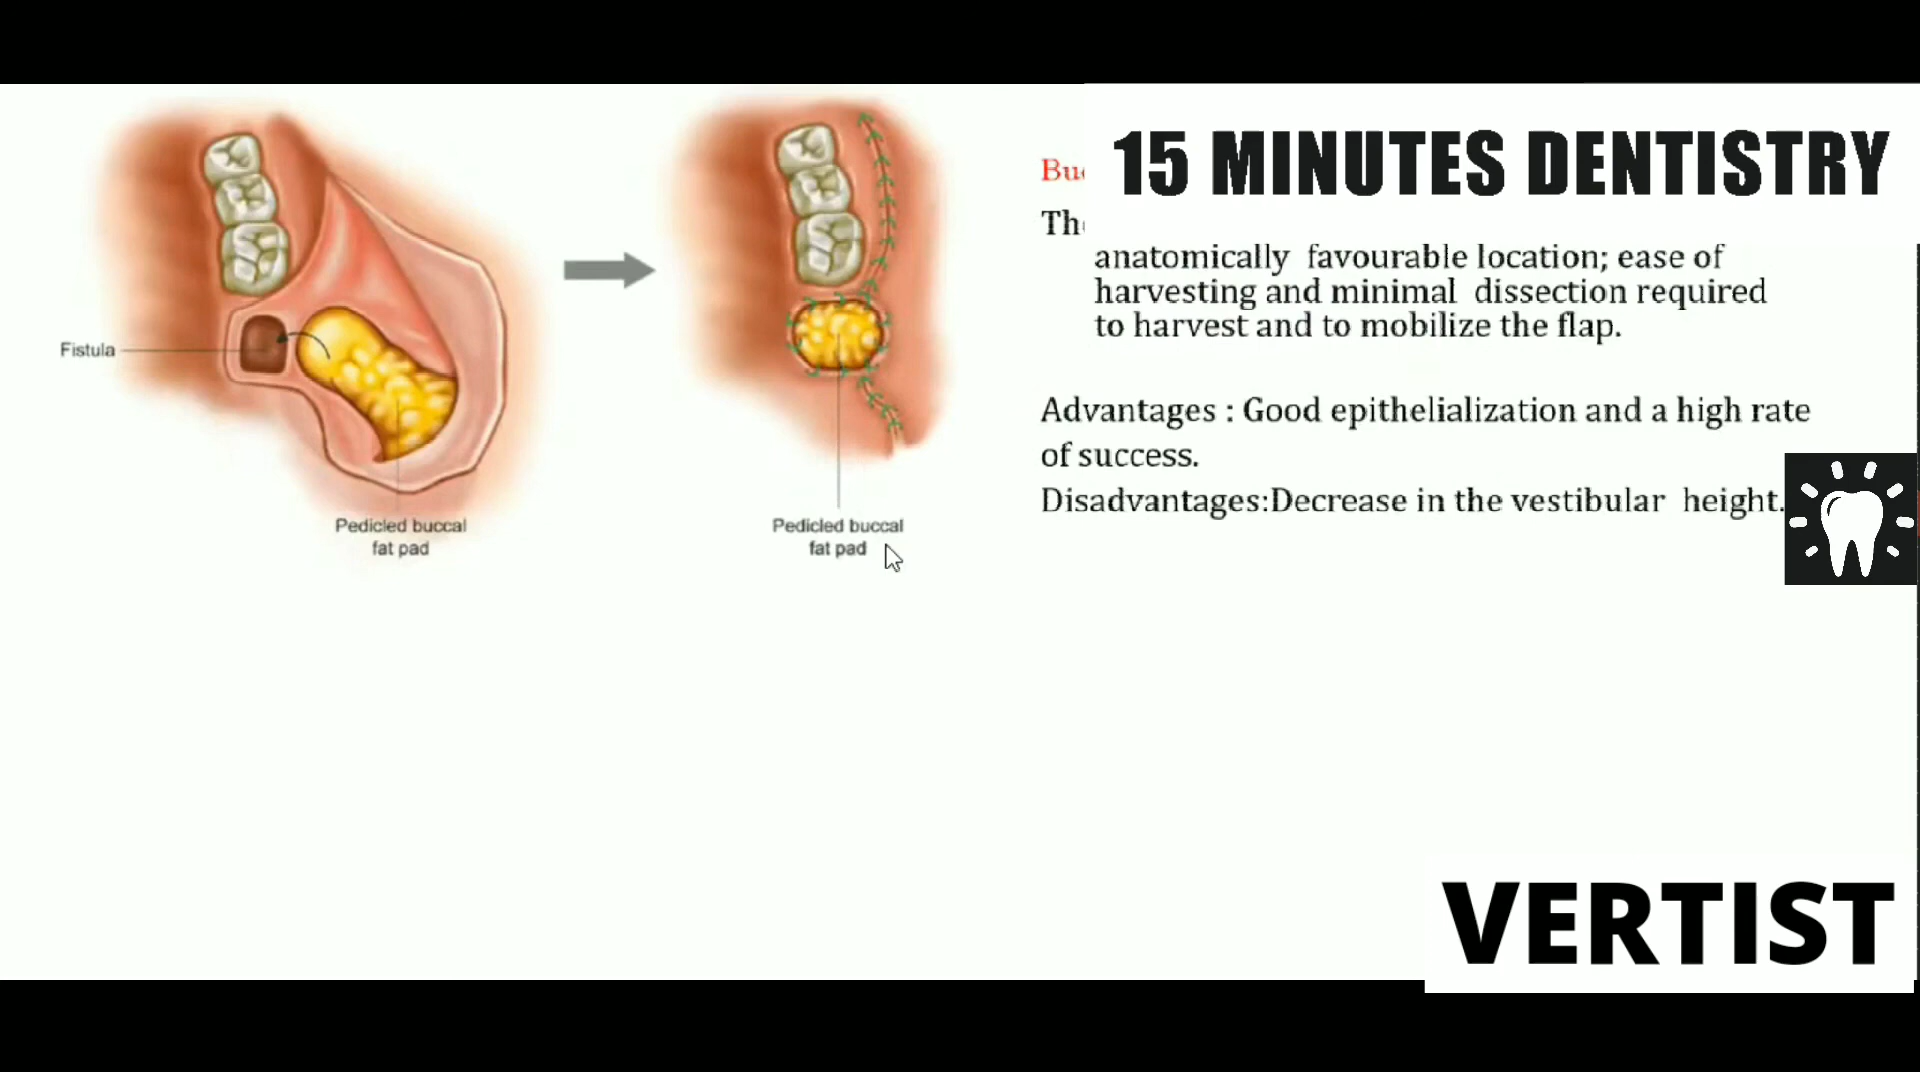 15 MINUTES DENTISTRY
anatomically favourable location; ease of
harvesting and minimal dissection required
to harvest and to mobilize the flap.
Advantages : Good epithelialization and a high rate
of success.
Disadvantages:Decrease in the vestibular height.
Fistula
Pedicled buccal
fat pad
Pedicled buccal
fat pad
VERTIST